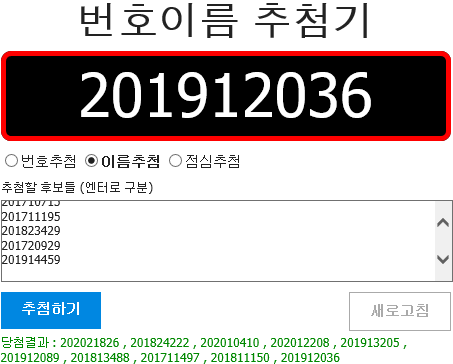 번호이름 추첨기
201912036
번호추첨 이름추첨 점심추첨
추첨할 후보들 (엔터로 구분)
201710715
201711195
201823429
201720929
201914459
추첨하기 새로고침
당첨결과 : 202021826 , 201824222 , 202010410 , 202012208 , 201913205 ,
201912089 , 201813488 , 201711497 , 201811150 , 201912036